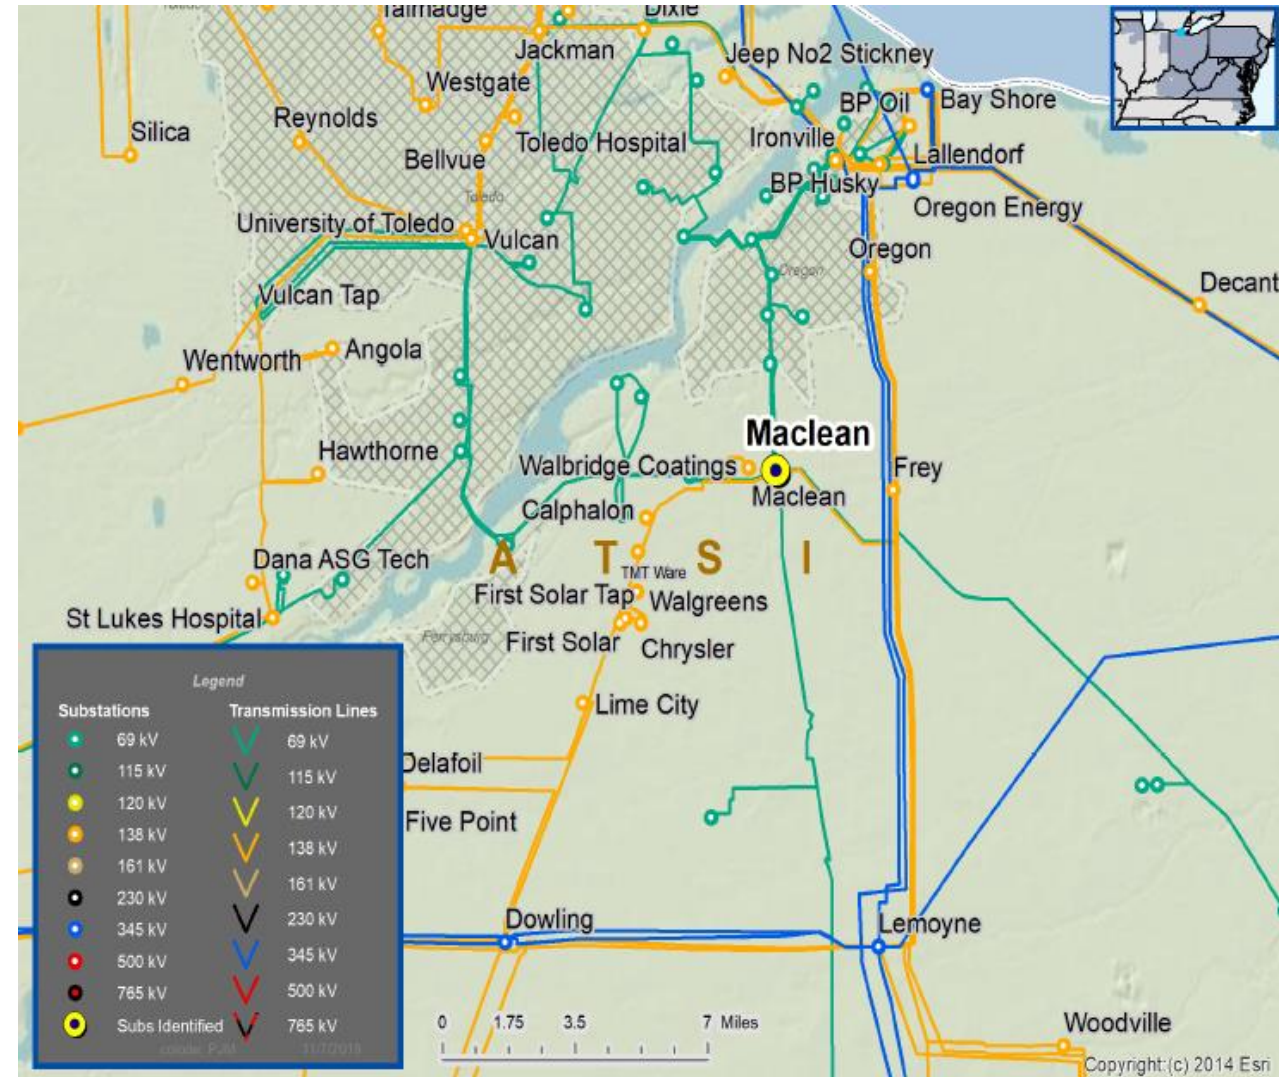 Talmadge
Dixie
Jackman
Jeep No2 Stickney
Westgate
BP Oil
Bay Shore
Silica
Reynolds
Toledo Hospital
Ironville
Bellvue
Lallendorf
BP Husky
Toledo
University of Toledo
Oregon Energy
Vulcan
Oregon
Oregon
Vulcan Tap
Decant
Wentworth
Angola
Maclean
Hawthorne
Walbridge Coatings
Frey
Maclean
Calphalon
A T S I
Dana ASG Tech
TMT Ware
First Solar Tap
Walgreens
St Lukes Hospital
Perrysburg
First Solar
Chrysler
Lime City
Delafoil
Five Point
Dowling
Lemoyne
Woodville
Legend
Substations
Transmission Lines
69 kV
69 kV
115 kV
115 kV
120 kV
120 kV
138 kV
138 kV
161 kV
161 kV
230 kV
230 kV
345 kV
345 kV
500 kV
500 kV
765 kV
Subs Identified
765 kV
0 1.75 3.5 7 Miles
Copyright:(c) 2014 Esri